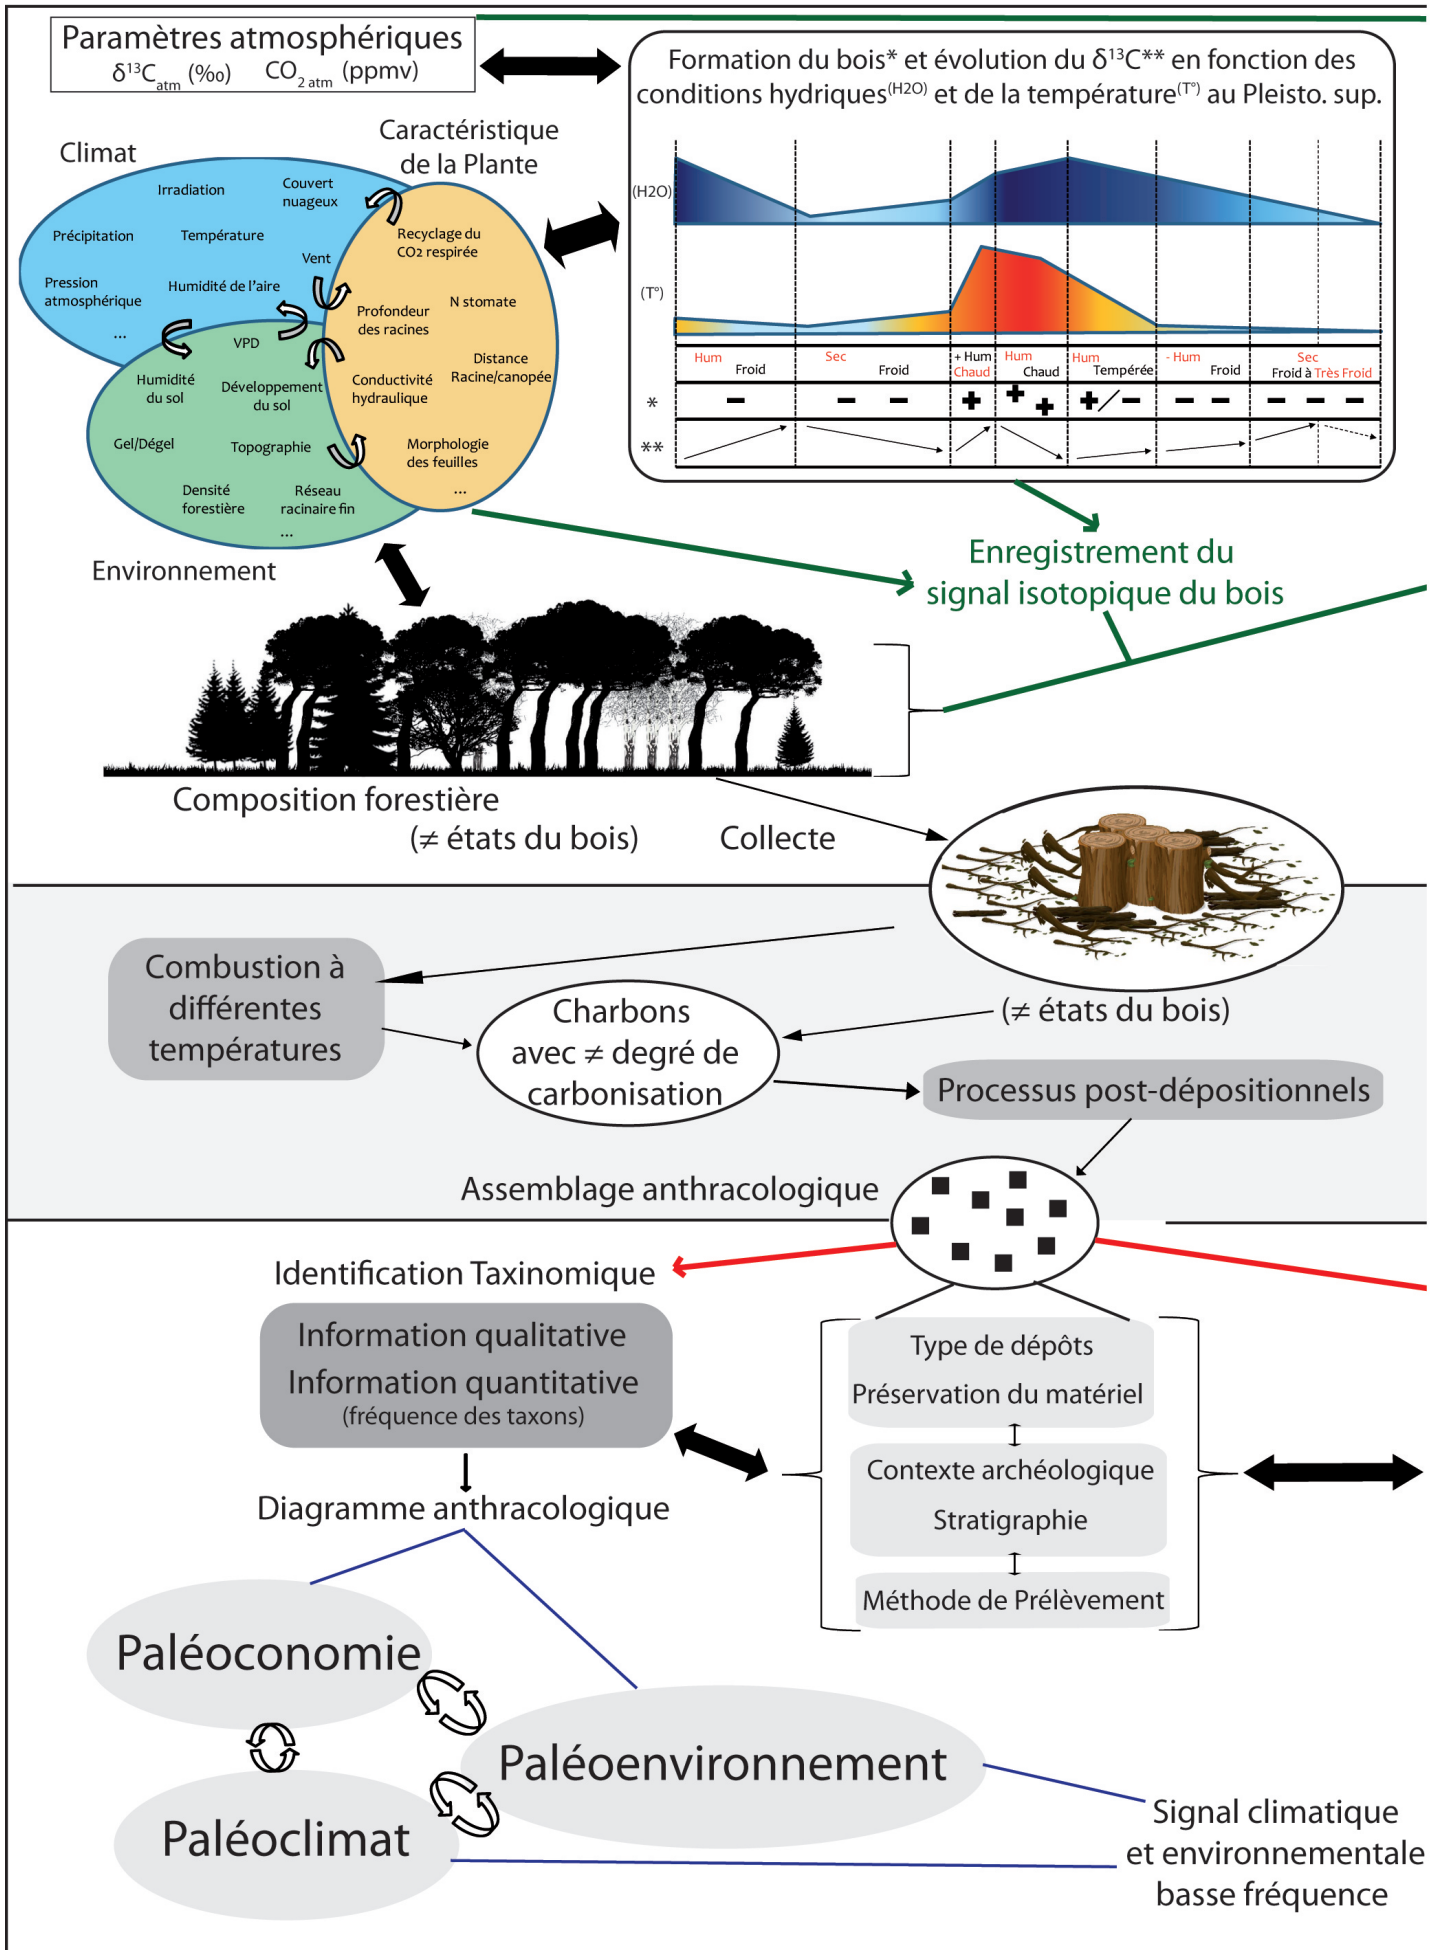 Paramètres atmosphériques
δ13Catm (‰) CO2 atm (ppmv)
Formation du bois* et évolution du δ13C** en fonction des
conditions hydriques(H2O) et de la température(T°) au Pleisto. sup.
Climat
Caractéristique
de la Plante
Irradiation
Couvert
nuageux
Précipitation
Température
Vent
Pression
atmosphérique
Humidité de l'aire
...
Recyclage du
CO2 respirée
N stomate
Profondeur
des racines
Distance
Racine/canopée
Conductivité
hydraulique
Morphologie
des feuilles
...
VPD
Humidité
du sol
Développement
du sol
Gel/Dégel
Topographie
Densité
forestière
Réseau
racinaire fin
...
Environnement
(H2O)
(T°)
Hum
Froid
Sec
Froid
+ Hum
Chaud
Hum
Chaud
Hum
Tempérée
- Hum
Froid
Sec
Froid à Très Froid
* - - - + + + +/- - - - - -
**
Enregistrement du
signal isotopique du bois
Composition forestière
(≠ états du bois)
Collecte
Combustion à
différentes
températures
(≠ états du bois)
Charbons
avec ≠ degré de
carbonisation
Processus post-dépositionnels
Assemblage anthracologique
Identification Taxinomique
Information qualitative
Information quantitative
(fréquence des taxons)
Type de dépôts
Préservation du matériel
Contexte archéologique
Stratigraphie
Méthode de Prélèvement
Diagramme anthracologique
Paléoconomie
Paléoenvironnement
Paléoclimat
Signal climatique
et environnementale
basse fréquence